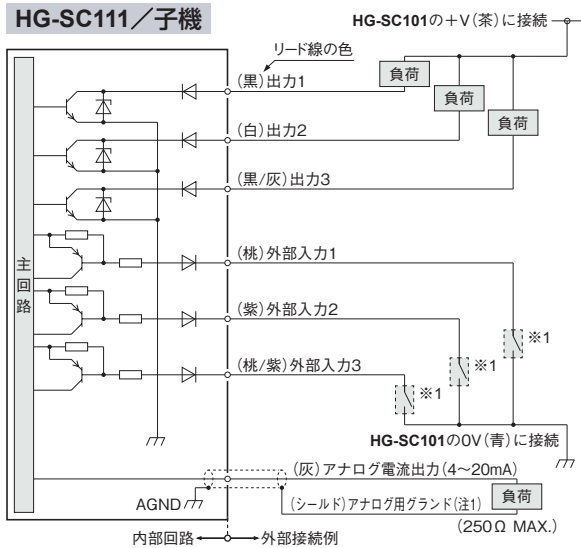 HG-SC111／子機
HG-SC101の＋V(茶)に接続
リード線の色
(黒)出力1
負荷
負荷
(白)出力2
負荷
(黒/灰)出力3
主回路
(桃)外部入力1
(紫)外部入力2
※1
※1
(桃/紫)外部入力3
※1
HG-SC101の0V(青)に接続
(灰)アナログ電流出力(4～20mA)
AGND
(シールド)アナログ用グランド(注1)
負荷
(250Ω MAX.)
内部回路
外部接続例